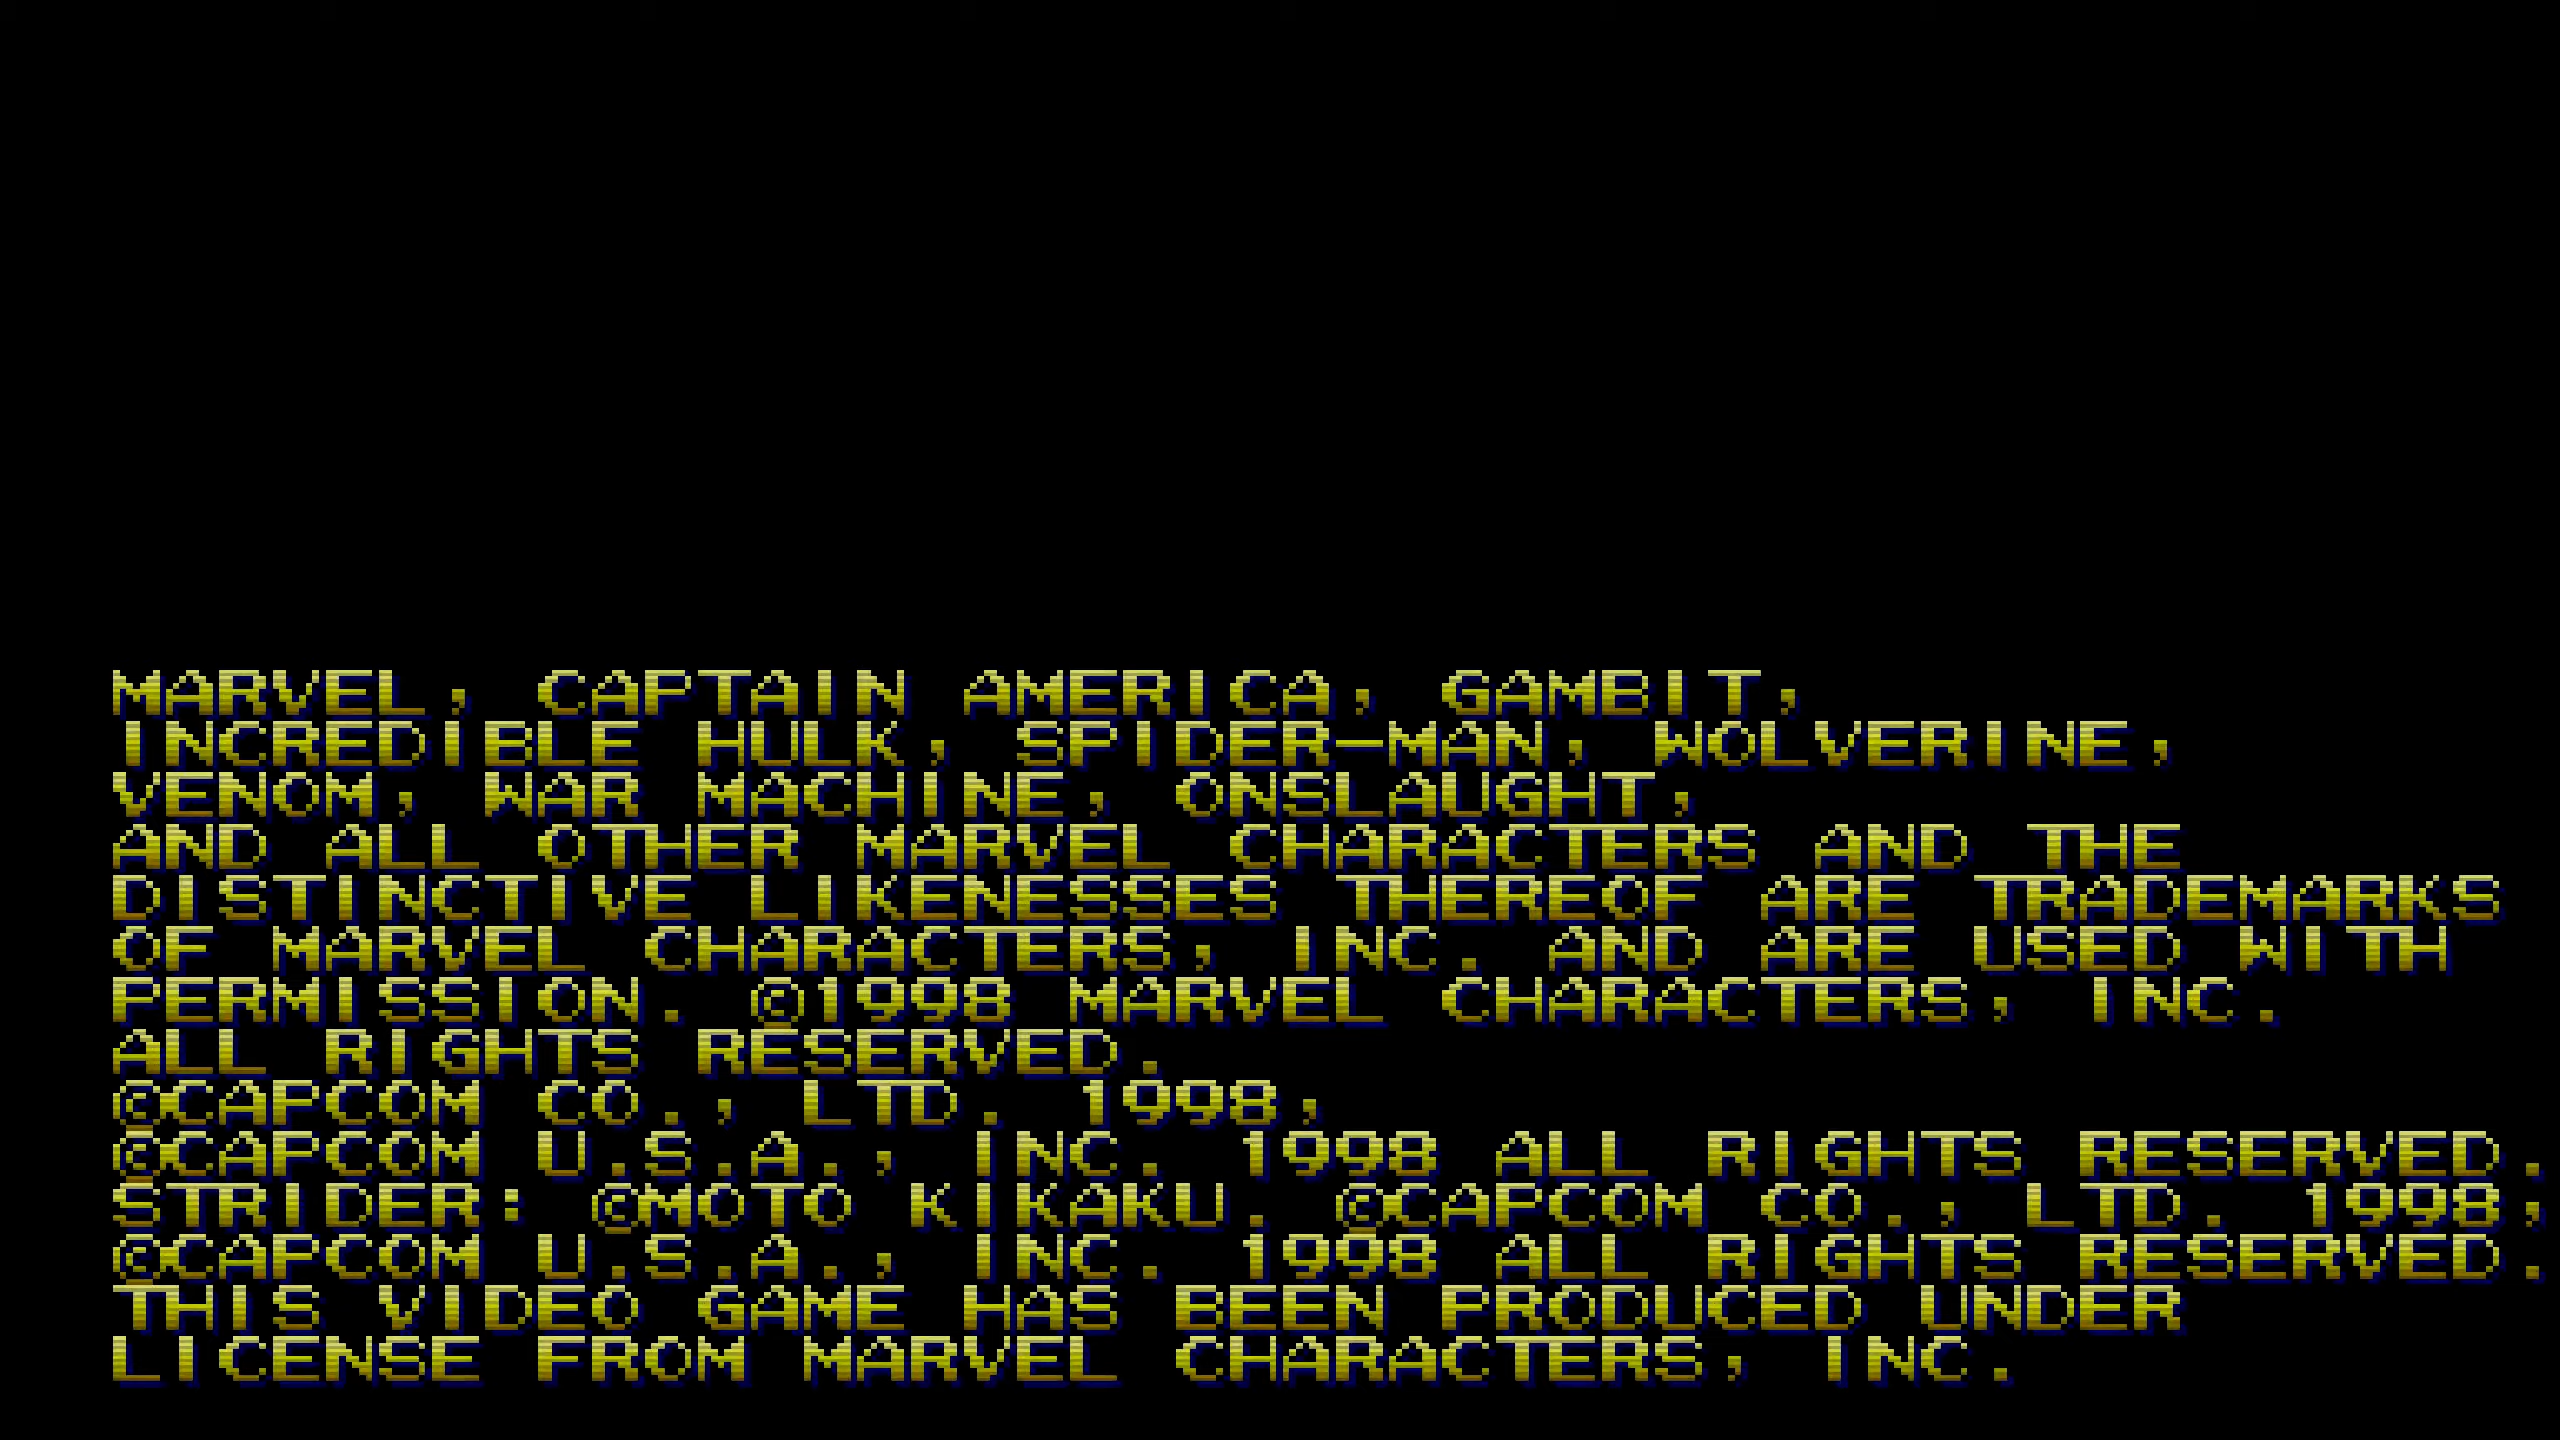 MARVEL, CAPTAIN AMERICA, GAMBIT,
INCREDIBLE HULK, SPIDER-MAN, WOLVERINE,
VENOM, WAR MACHINE, ONSLAUGHT,
AND ALL OTHER MARVEL CHARACTERS AND THE
DISTINCTIVE LIKENESSES THEREOF ARE TRADEMARKS
OF MARVEL CHARACTERS, INC. AND ARE USED WITH
PERMISSION. ©1998 MARVEL CHARACTERS, INC.
ALL RIGHTS RESERVED.
©CAPCOM CO., LTD. 1998,
©CAPCOM U.S.A., INC. 1998 ALL RIGHTS RESERVED.
STRIDER: ©MOTO KIKAKU. ©CAPCOM CO., LTD. 1998,
©CAPCOM U.S.A., INC. 1998 ALL RIGHTS RESERVED.
THIS VIDEO GAME HAS BEEN PRODUCED UNDER
LICENSE FROM MARVEL CHARACTERS, INC.